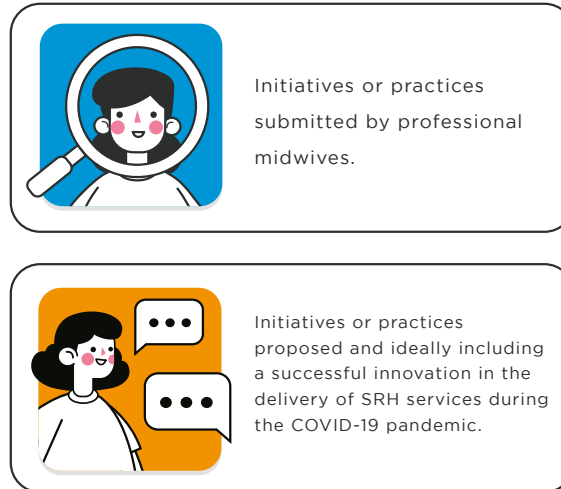 Initiatives or practices
submitted by professional
midwives.
Initiatives or practices
proposed and ideally including
a successful innovation in the
delivery of SRH services during
the COVID-19 pandemic.